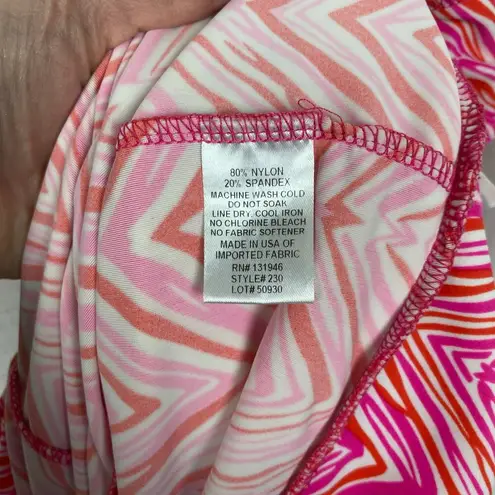 80% NYLON
20% SPANDEX
MACHINE WASH COLD
DO NOT SOAK
LINE DRY. COOL IRON
NO CHLORINE BLEACH
NO FABRIC SOFTENER
MADE IN USA OF
IMPORTED FABRIC
RN# 131946
STYLE# 230
LOT# 50930